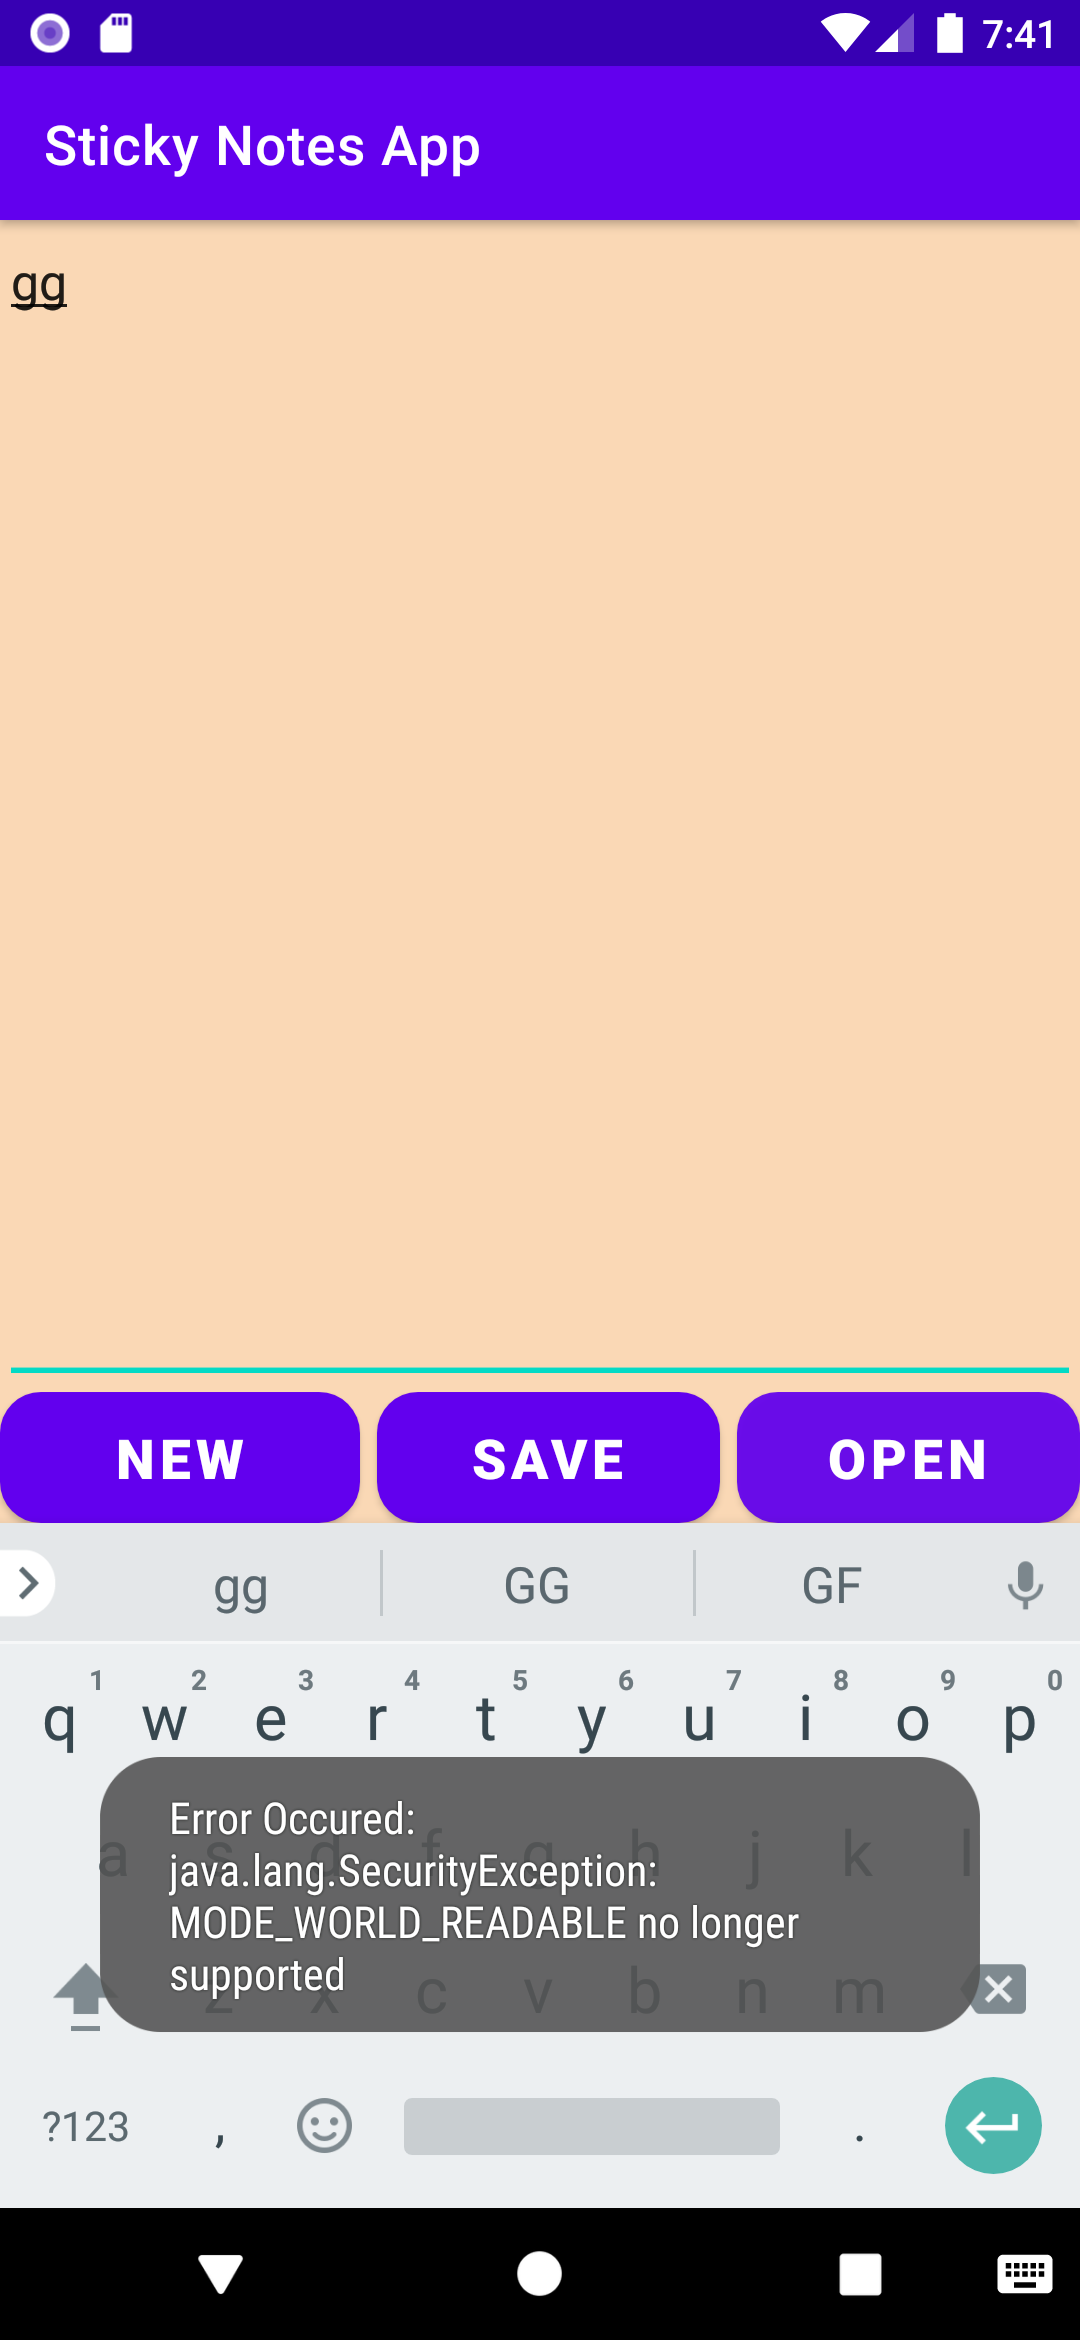 7:41
Sticky Notes App
gg
NEW SAVE OPEN
gg GG GF
1 2 3 4 5 6 7 8 9 0
q w e r t y u i o p
a s d f g h j k l
Error Occured:
java.lang.SecurityException:
MODE_WORLD_READABLE no longer
supported
z x c v b n m
?123 , .